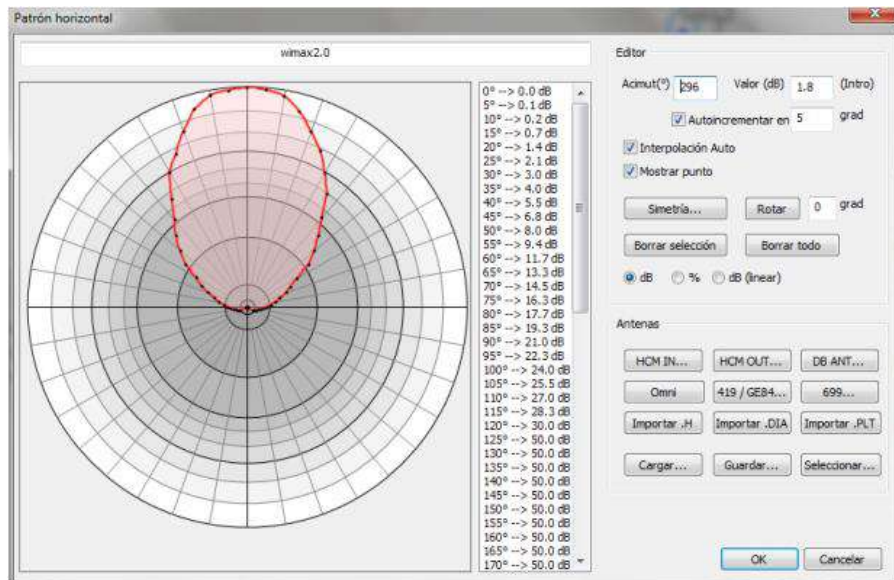 Patrón horizontal
wimax2.0
0° --> 0.0 dB
5° --> 0.1 dB
10° --> 0.2 dB
15° --> 0.7 dB
20° --> 1.4 dB
25° --> 2.1 dB
30° --> 3.0 dB
35° --> 4.0 dB
40° --> 5.5 dB
45° --> 6.8 dB
50° --> 8.0 dB
55° --> 9.4 dB
60° --> 11.7 dB
65° --> 13.3 dB
70° --> 14.5 dB
75° --> 16.3 dB
80° --> 17.7 dB
85° --> 19.3 dB
90° --> 21.0 dB
95° --> 22.3 dB
100° --> 24.0 dB
105° --> 25.5 dB
110° --> 27.0 dB
115° --> 28.3 dB
120° --> 30.0 dB
125° --> 50.0 dB
130° --> 50.0 dB
135° --> 50.0 dB
140° --> 50.0 dB
145° --> 50.0 dB
150° --> 50.0 dB
155° --> 50.0 dB
160° --> 50.0 dB
165° --> 50.0 dB
170° --> 50.0 dB
Editor
Acimut(°) 296 Valor (dB) 1.8 (Intro)
Autoincrementar en 5 grad
Interpolación Auto
Mostrar punto
Simetría... Rotar 0 grad
Borrar selección Borrar todo
dB % dB (linear)
Antenas
HCM IN... HCM OUT... DB ANT...
Omni 419 / GE84... 699...
Importar .H Importar .DIA Importar .PLT
Cargar... Guardar... Seleccionar...
OK Cancelar